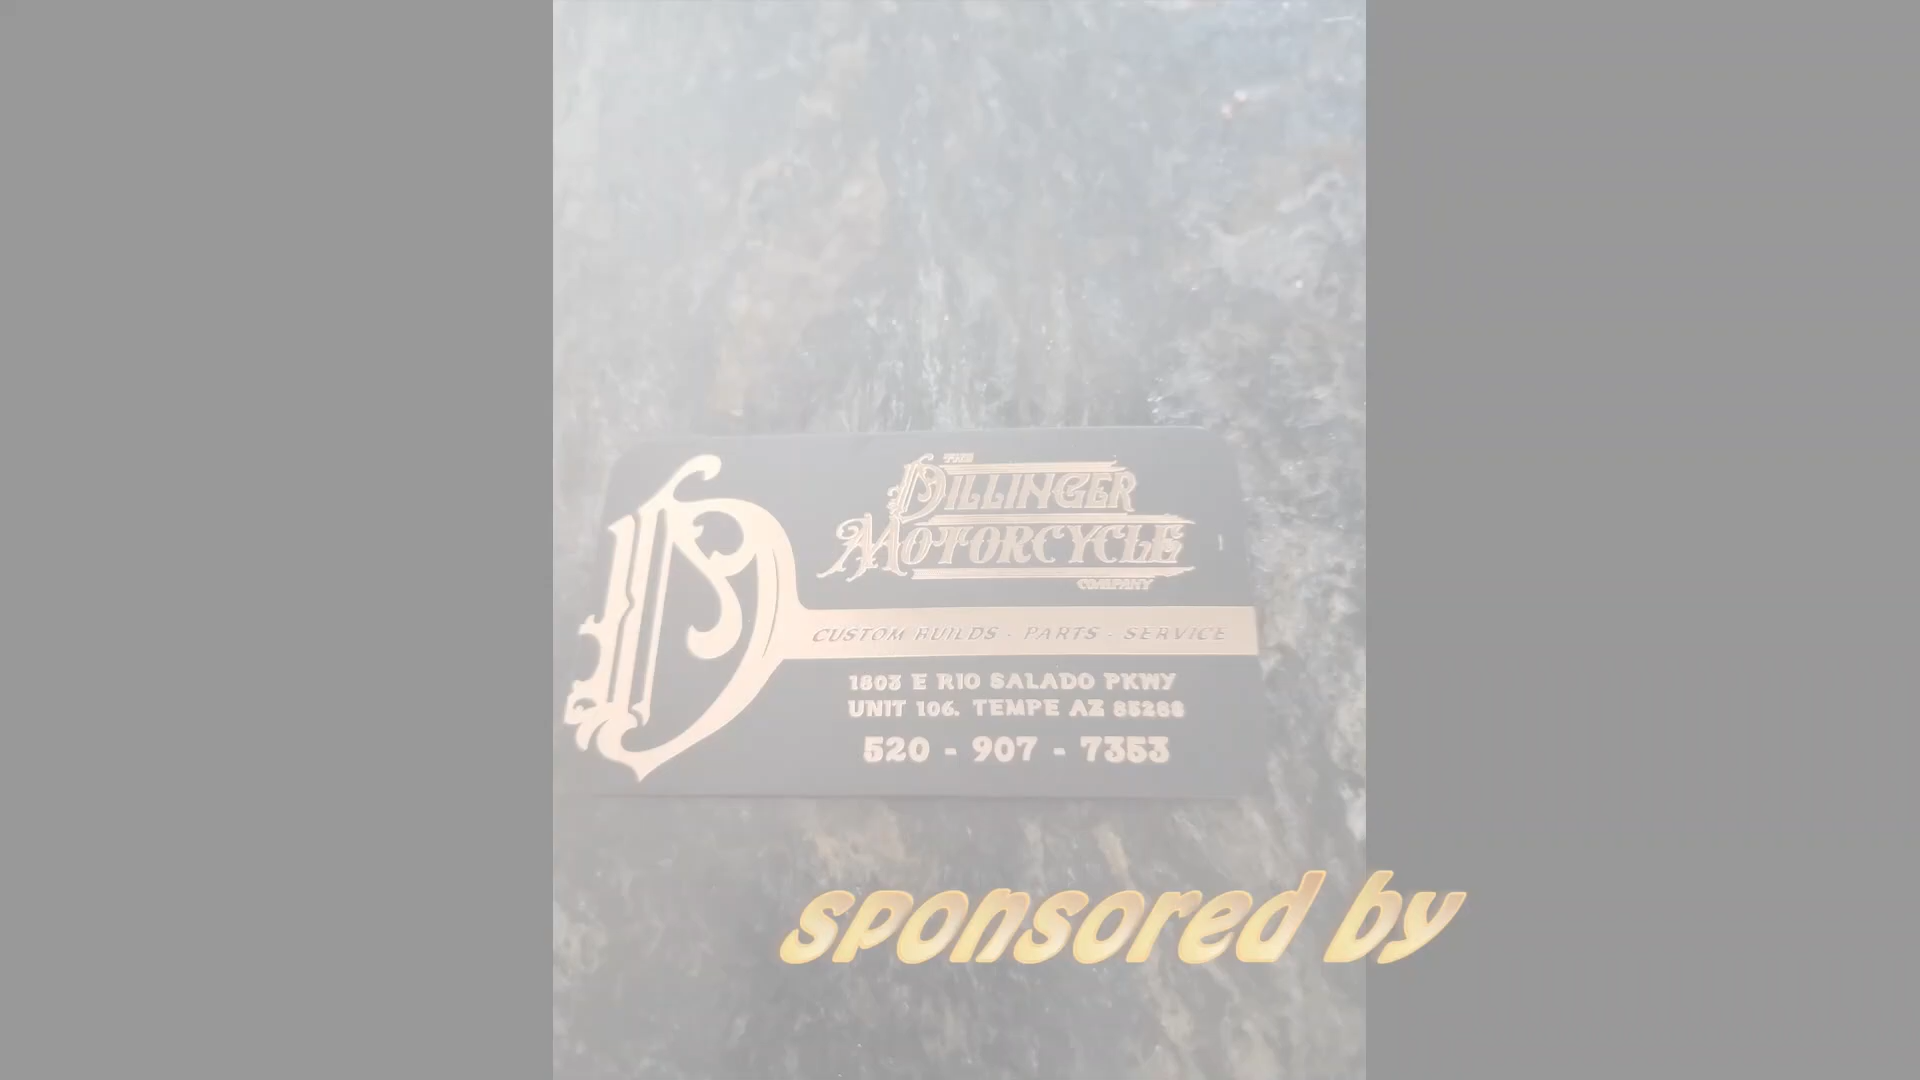 THE
DILLINGER
MOTORCYCLE
COMPANY
CUSTOM BUILDS - PARTS - SERVICE
1803 E RIO SALADO PKWY
UNIT 106. TEMPE AZ 85288
520 - 907 - 7353
sponsored by